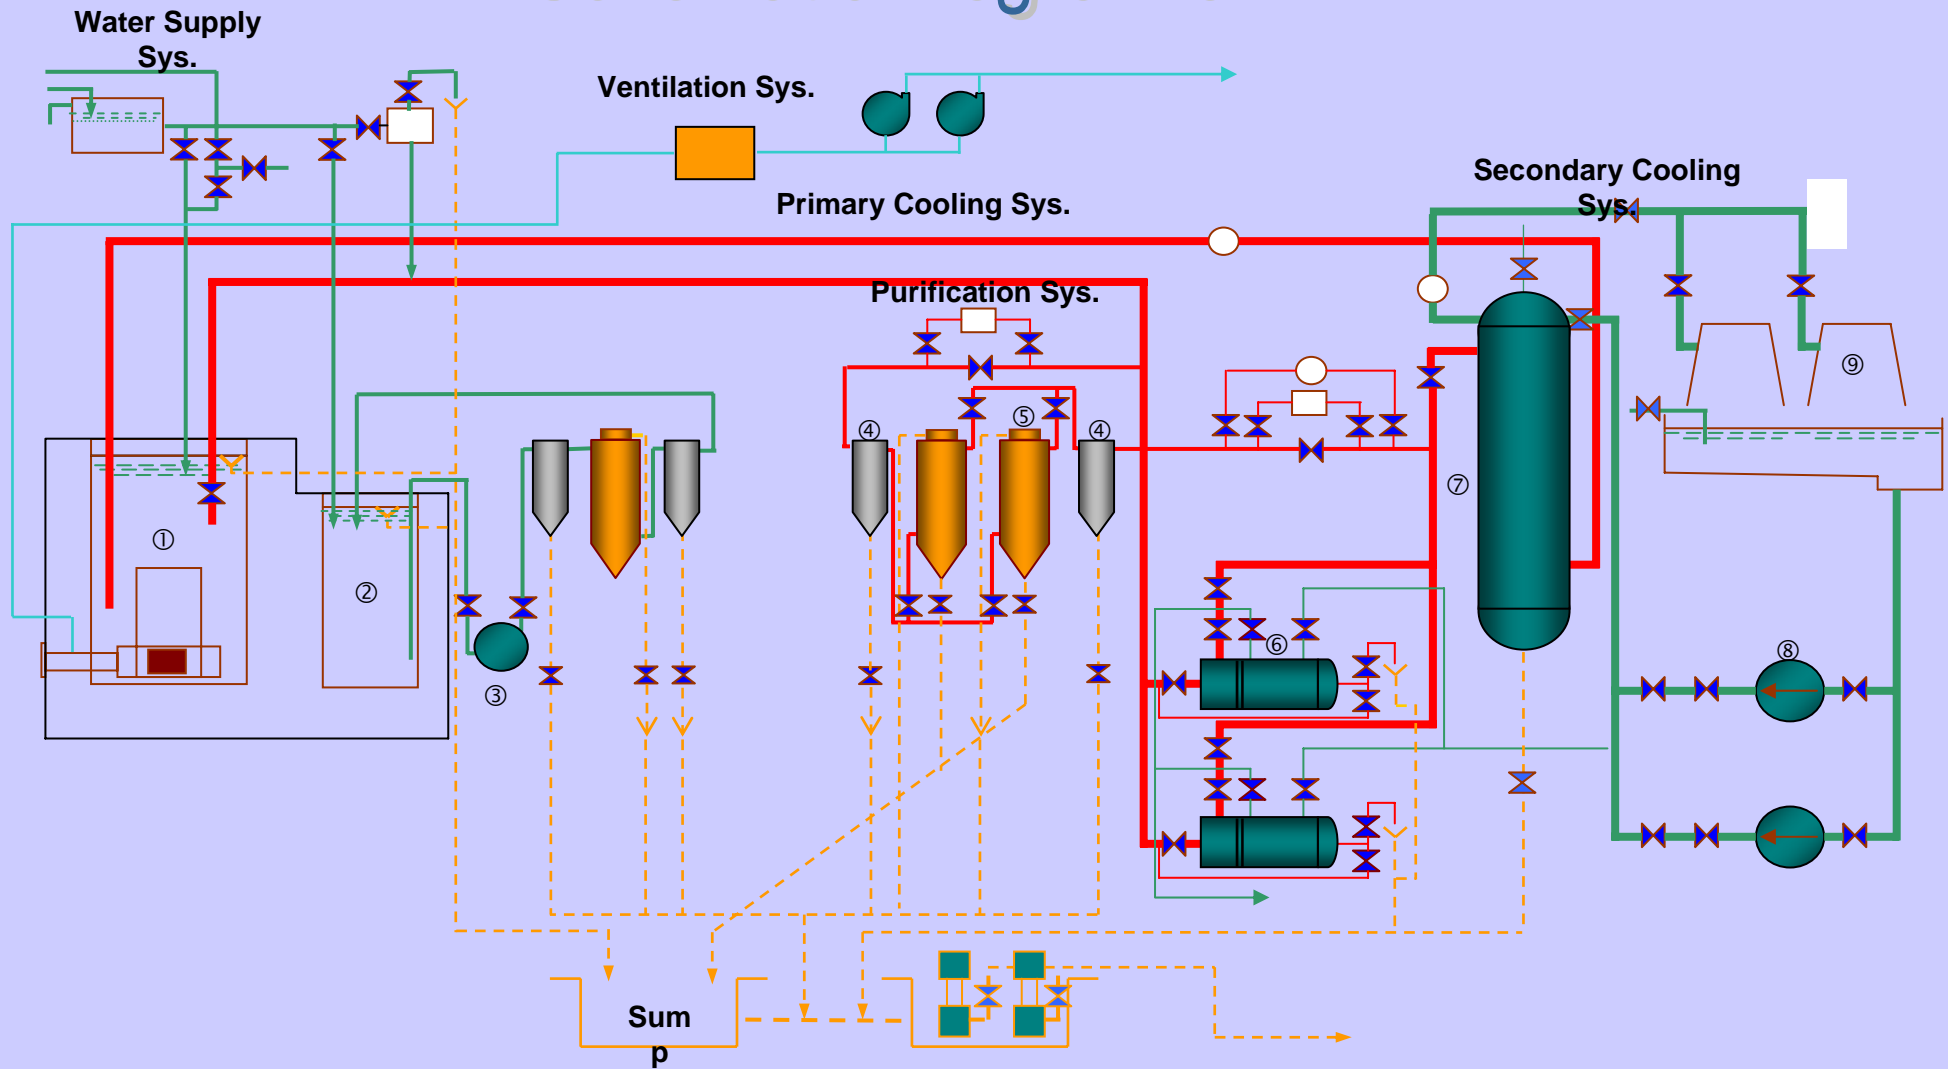 Water Supply
Sys.
Ventilation Sys.
Secondary Cooling
Sys.
Primary Cooling Sys.
Purification Sys.
⑨
④
⑤
④
⑦
①
②
⑥
⑧
③
Sum
p